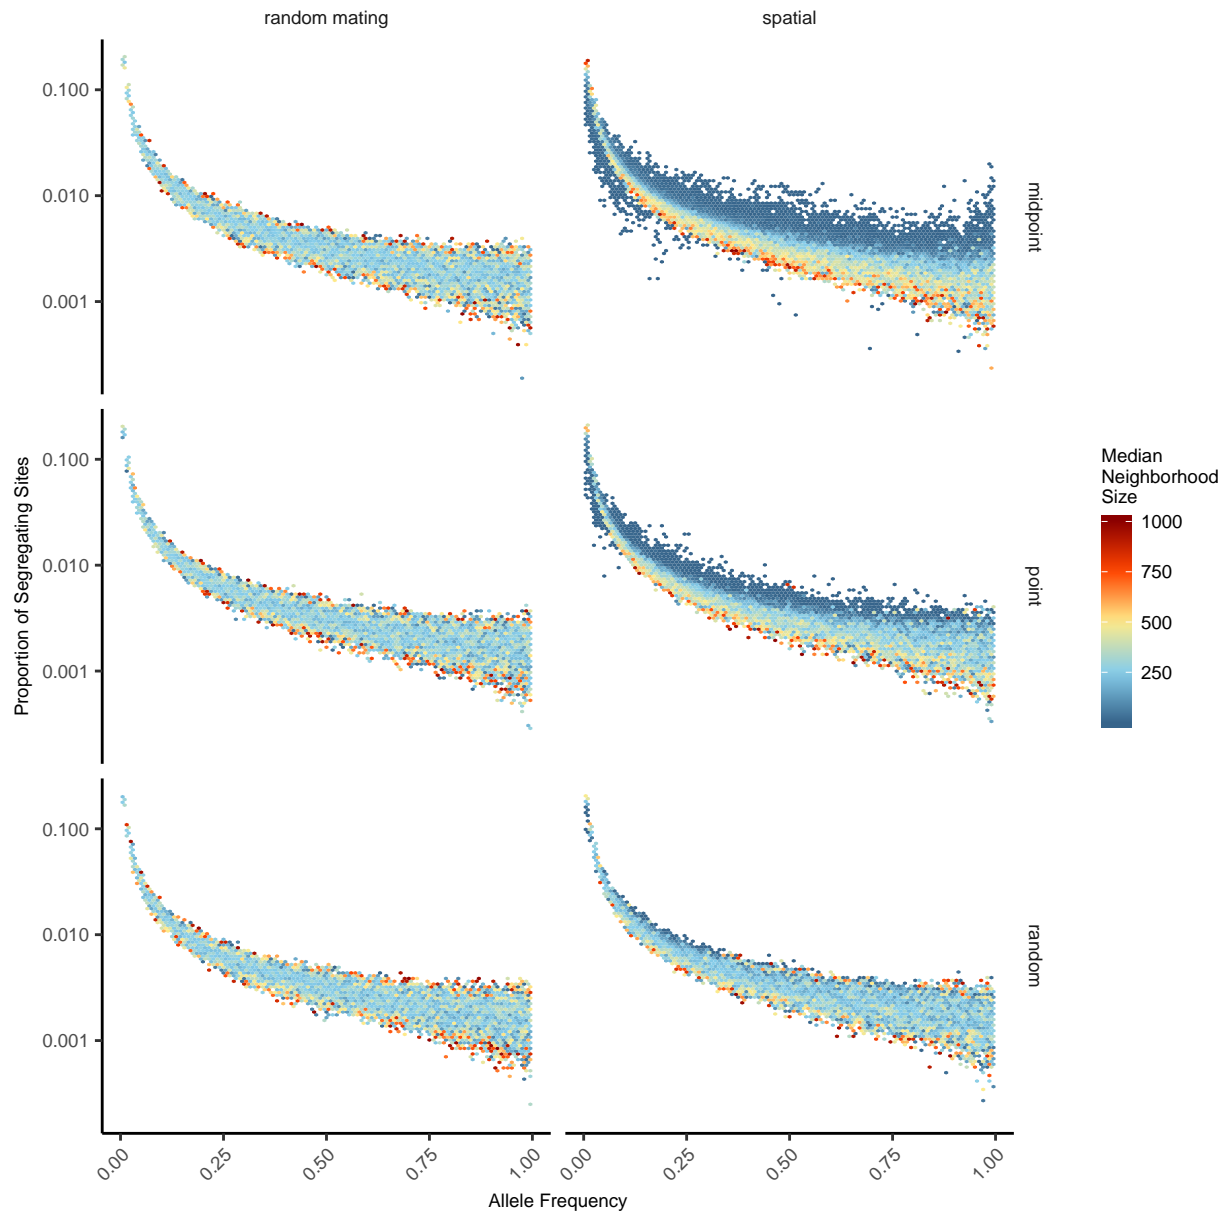 random mating
spatial
0.100
0.010
0.001
midpoint
0.100
0.010
0.001
point
0.100
0.010
0.001
random
Proportion of Segregating Sites
0.00
0.25
0.50
0.75
1.00
0.00
0.25
0.50
0.75
1.00
Allele Frequency
Median
Neighborhood
Size
1000
750
500
250